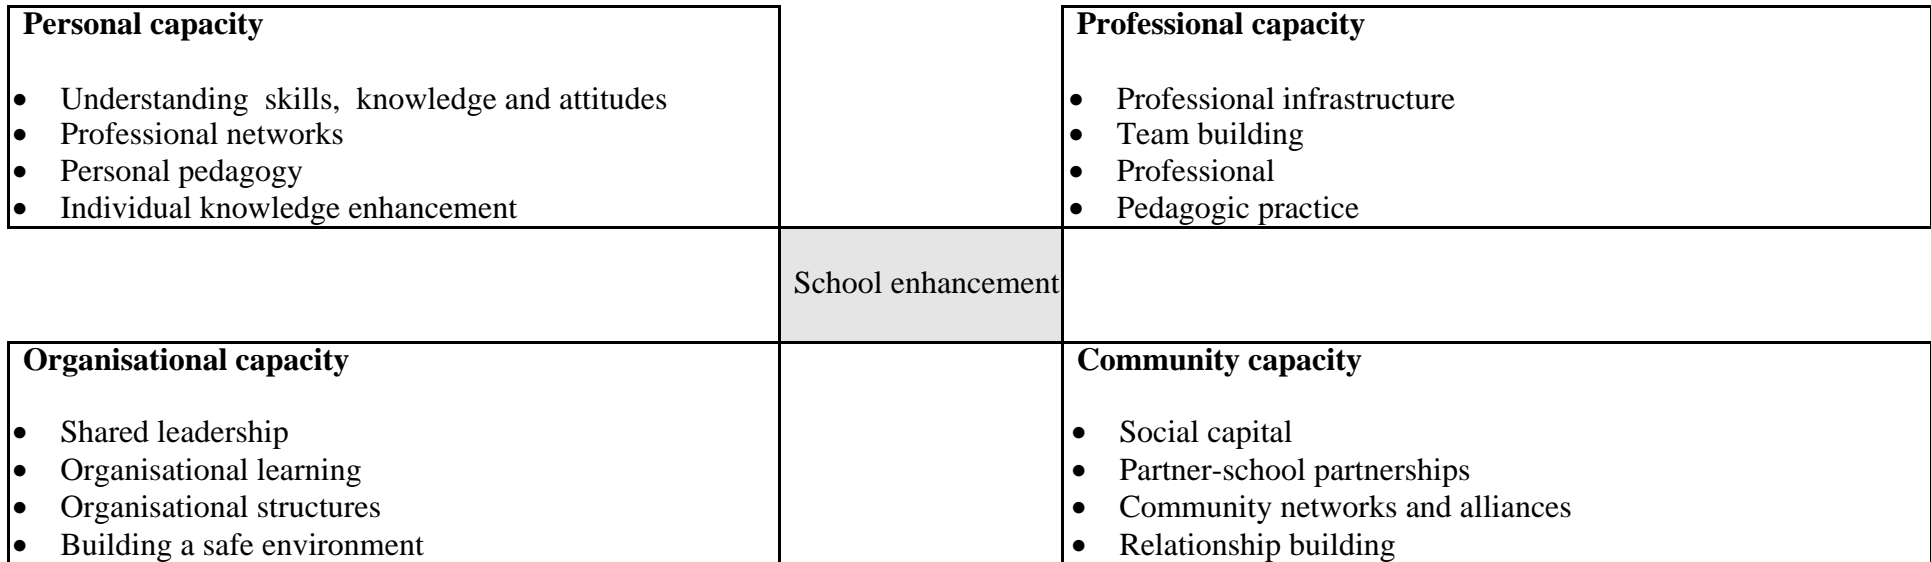 Personal capacity
• Understanding skills, knowledge and attitudes
• Professional networks
• Personal pedagogy
• Individual knowledge enhancement
Professional capacity
• Professional infrastructure
• Team building
• Professional
• Pedagogic practice
School enhancement
Organisational capacity
• Shared leadership
• Organisational learning
• Organisational structures
• Building a safe environment
Community capacity
• Social capital
• Partner-school partnerships
• Community networks and alliances
• Relationship building